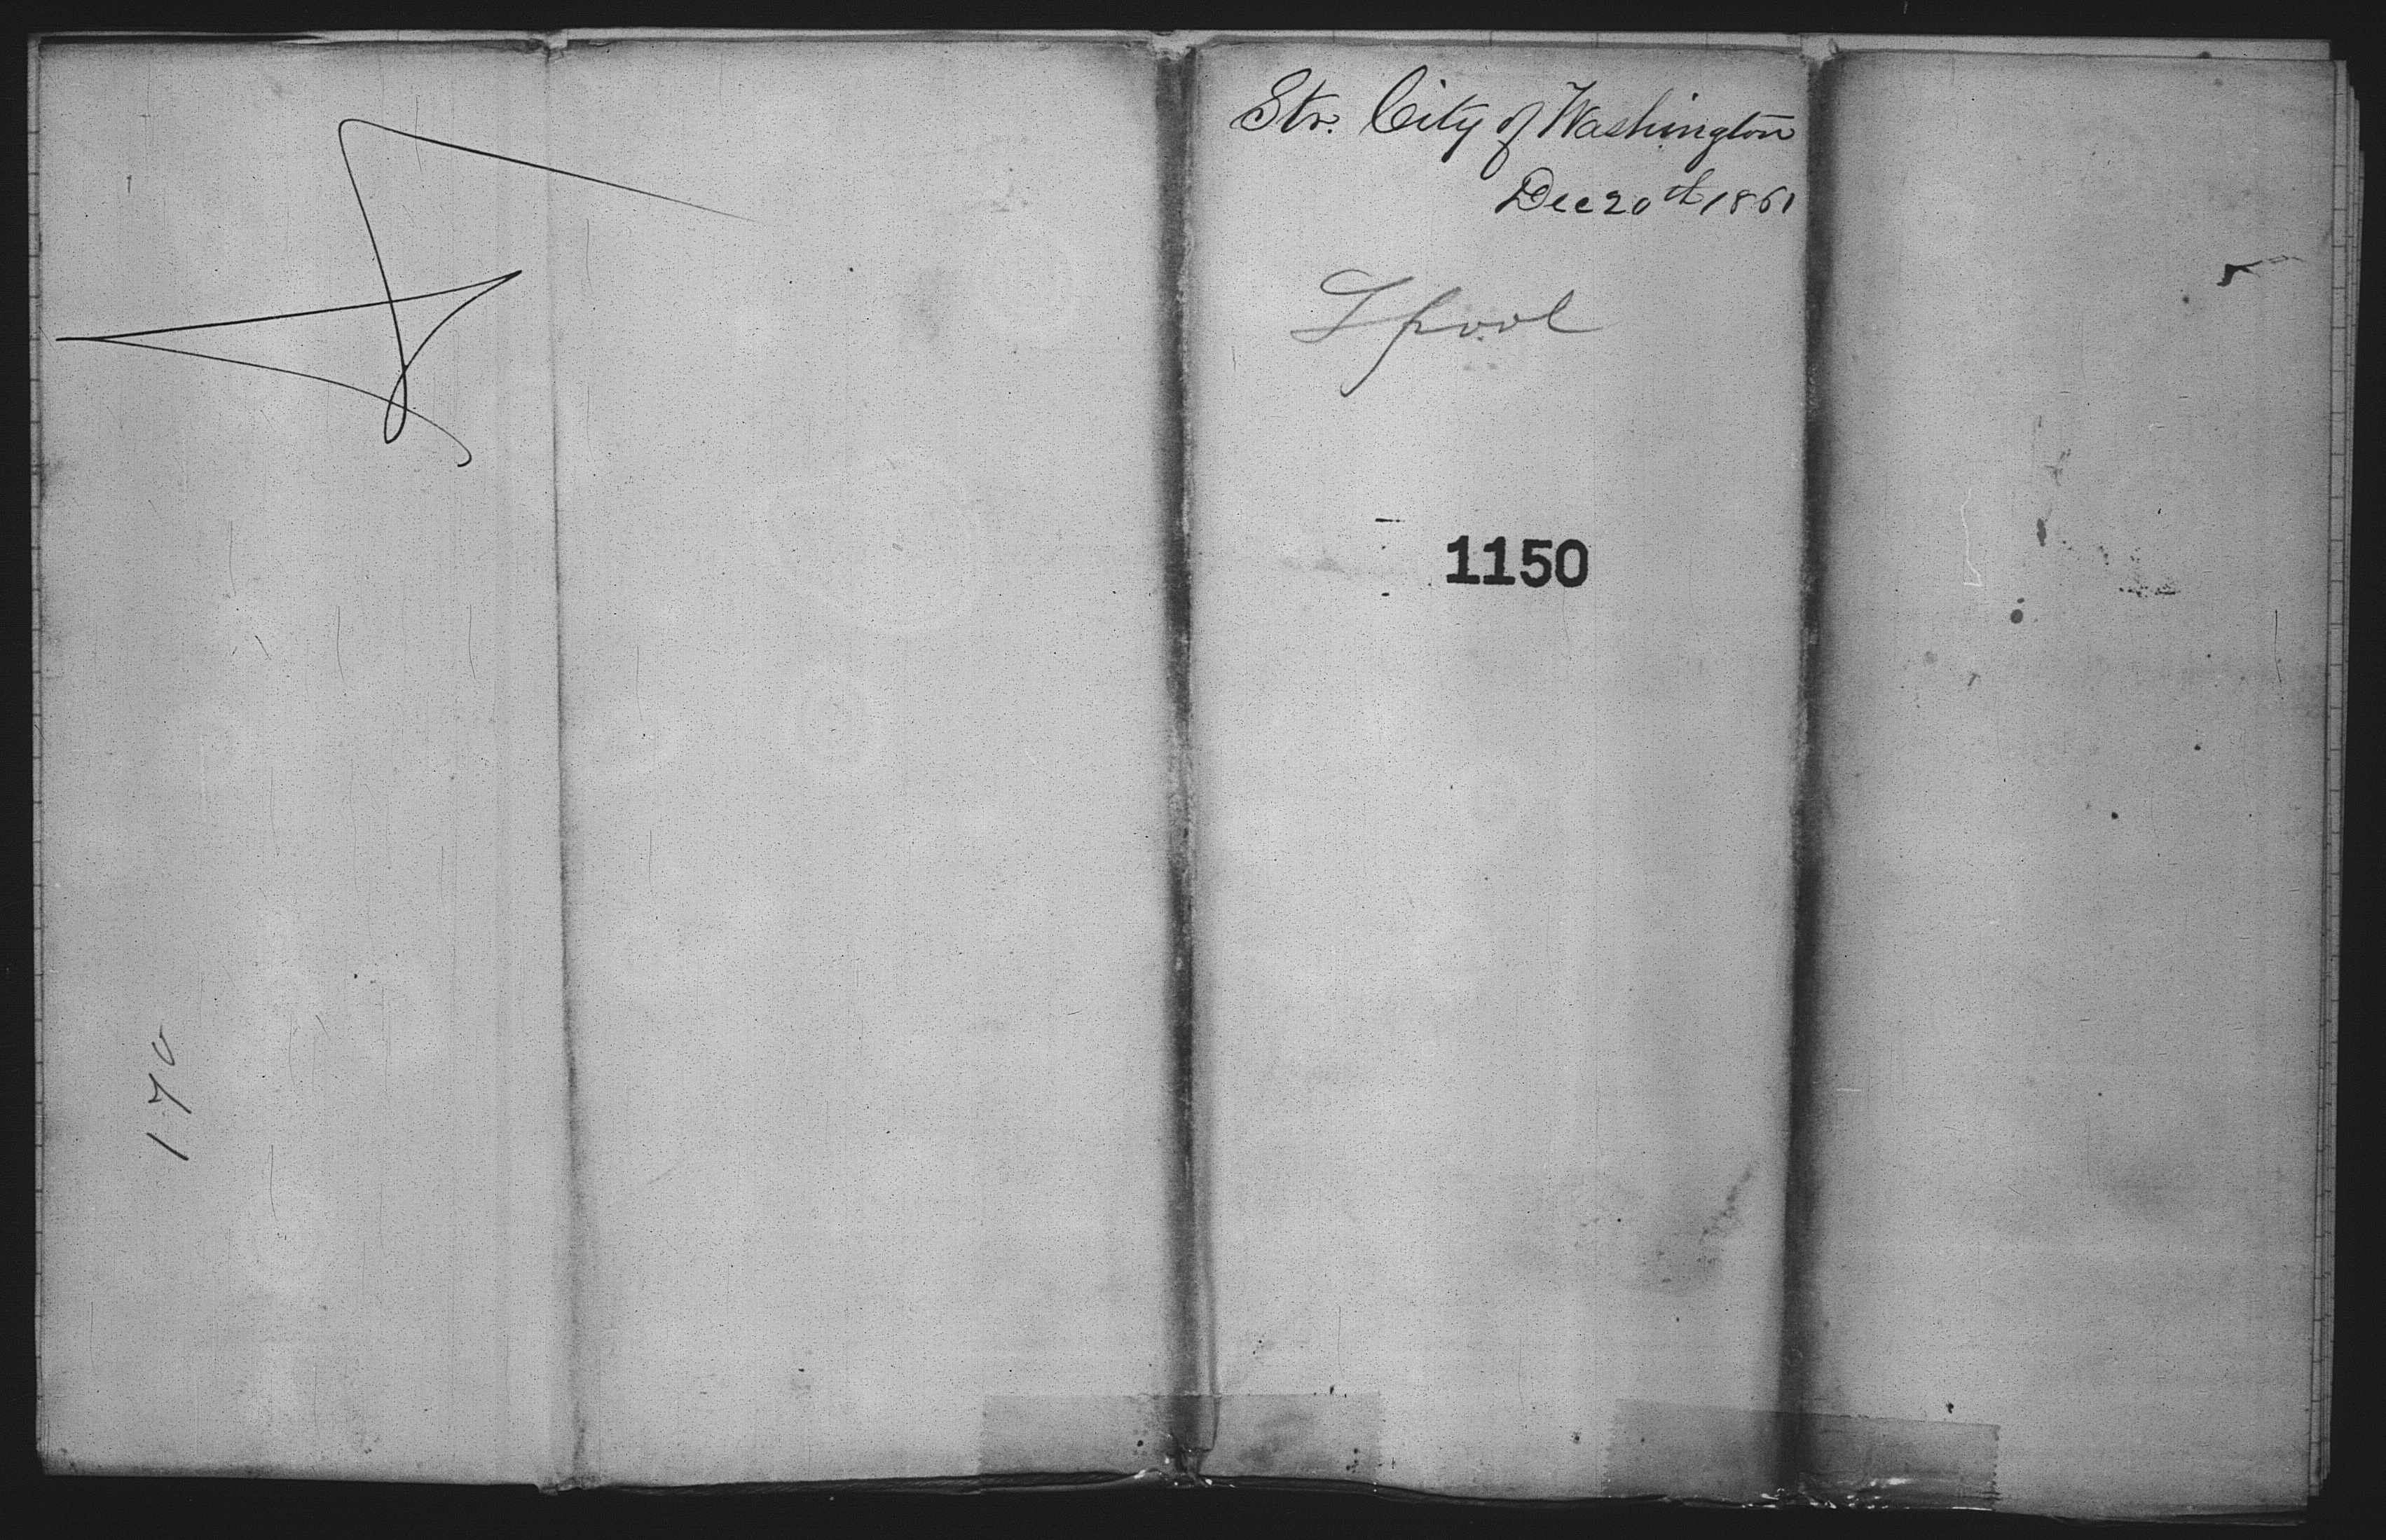 Str. City of Washington
Dec 20th 1861
Lpool
1150
170